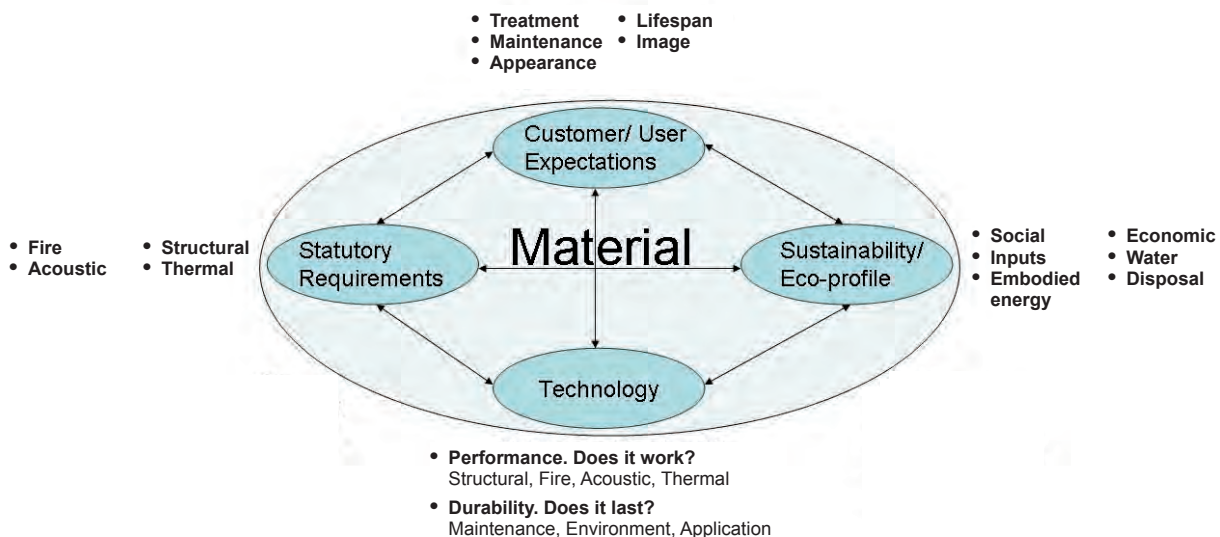 • Treatment • Lifespan
• Maintenance • Image
• Appearance
Customer/ User
Expectations
• Fire • Structural
• Acoustic • Thermal
Statutory
Requirements
Material
Sustainability/
Eco-profile
• Social • Economic
• Inputs • Water
• Embodied • Disposal
energy
Technology
• Performance. Does it work?
Structural, Fire, Acoustic, Thermal
• Durability. Does it last?
Maintenance, Environment, Application